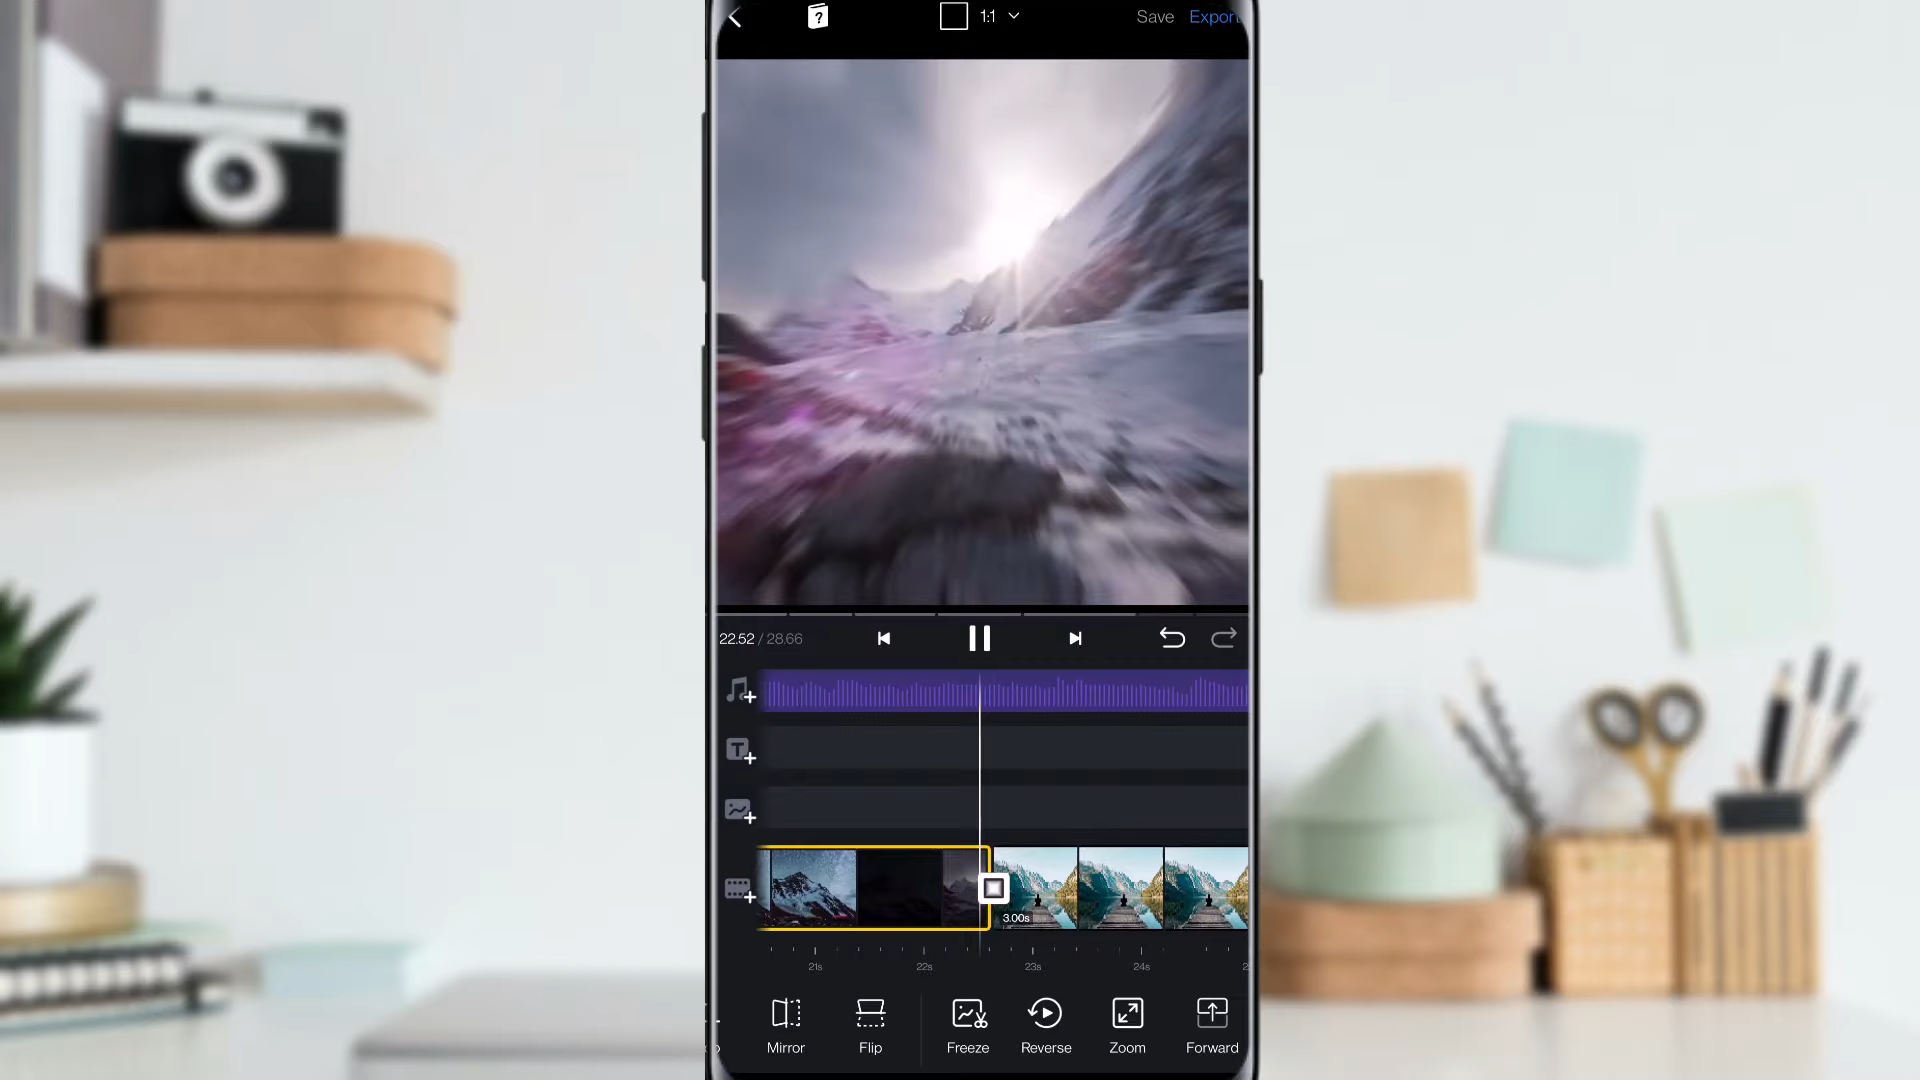 ? 1:1 Save Export
22.52 / 28.66
T
3.00s
21s 22s 23s 24s
Mirror Flip Freeze Reverse Zoom Forward